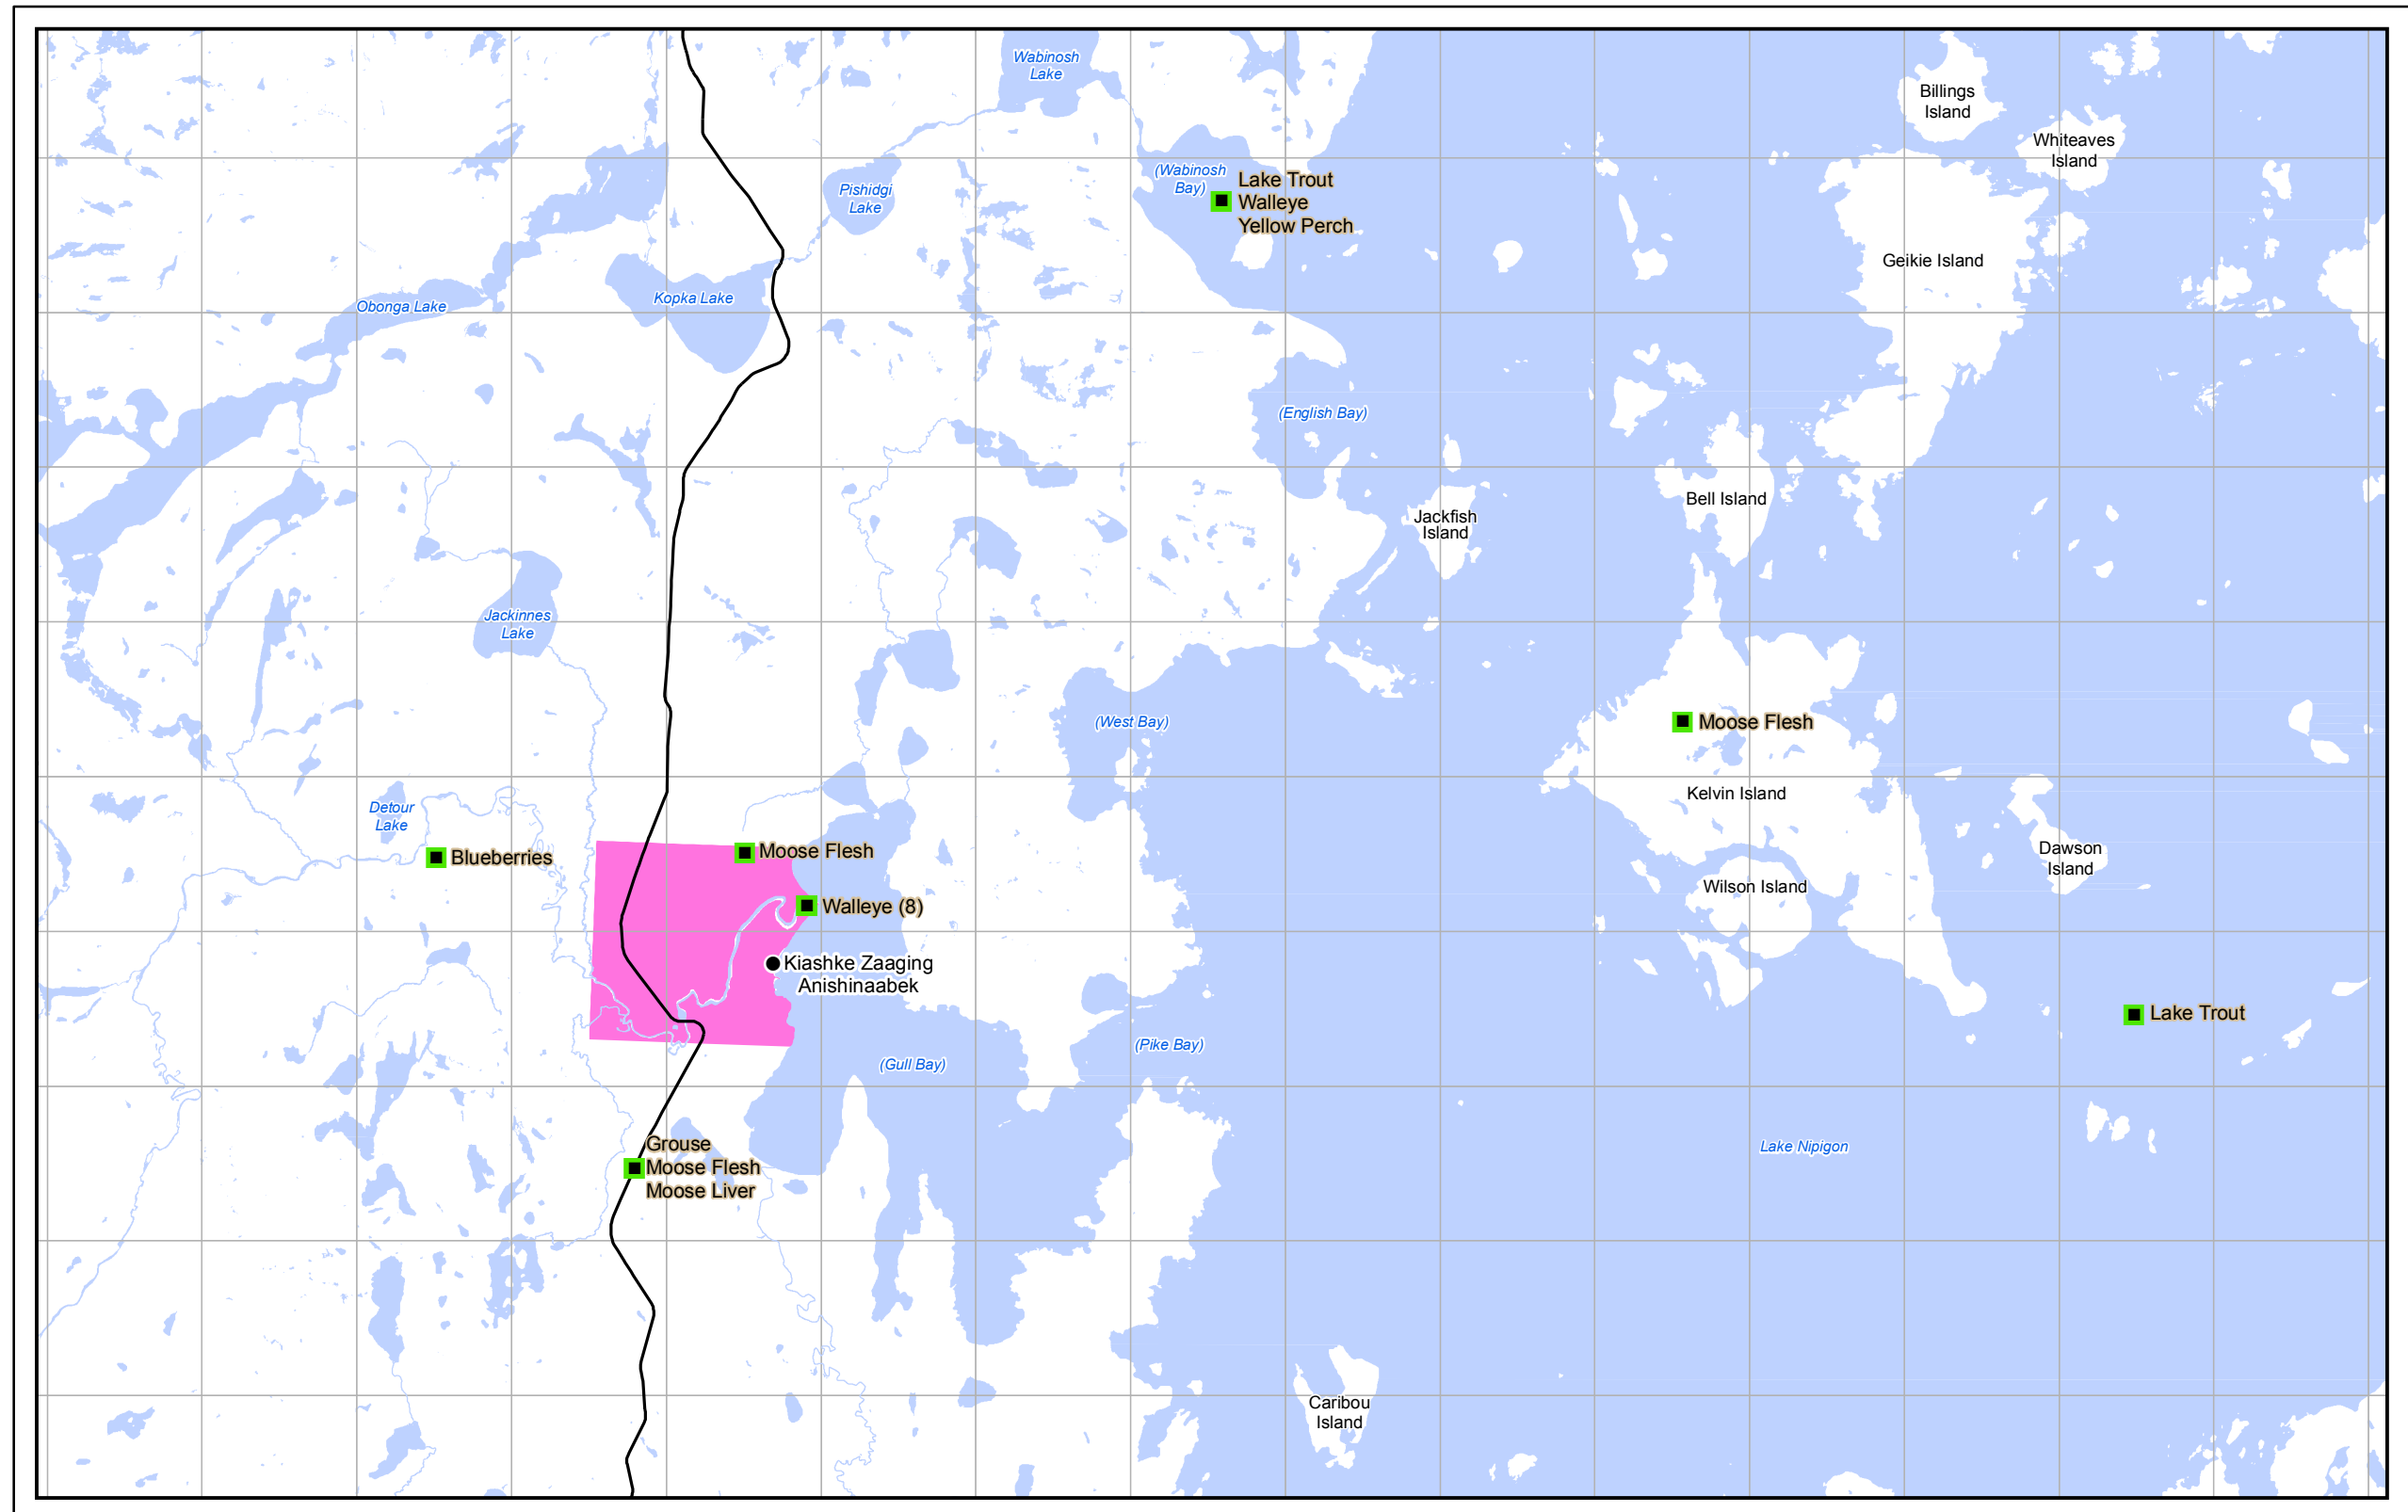 Wabinosh
Lake
Billings
Island
Whiteaves
Island
(Wabinosh
Bay)
Lake Trout
Walleye
Yellow Perch
Pishidgi
Lake
Geikie Island
Kopka Lake
Obonga Lake
(English Bay)
Bell Island
Jackfish
Island
Jackinnes
Lake
(West Bay)
Moose Flesh
Kelvin Island
Detour
Lake
Blueberries
Moose Flesh
Dawson
Island
Wilson Island
Walleye (8)
Kiashke Zaaging
Anishinaabek
Lake Trout
(Pike Bay)
(Gull Bay)
Grouse
Moose Flesh
Moose Liver
Lake Nipigon
Caribou
Island